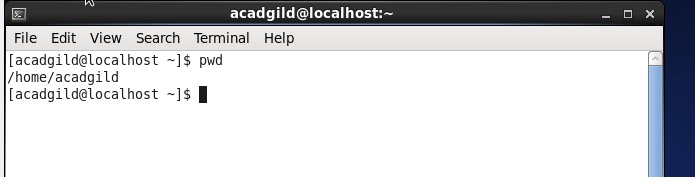 acadgild@localhost:~
File Edit View Search Terminal Help
[acadgild@localhost ~]$ pwd
/home/acadgild
[acadgild@localhost ~]$